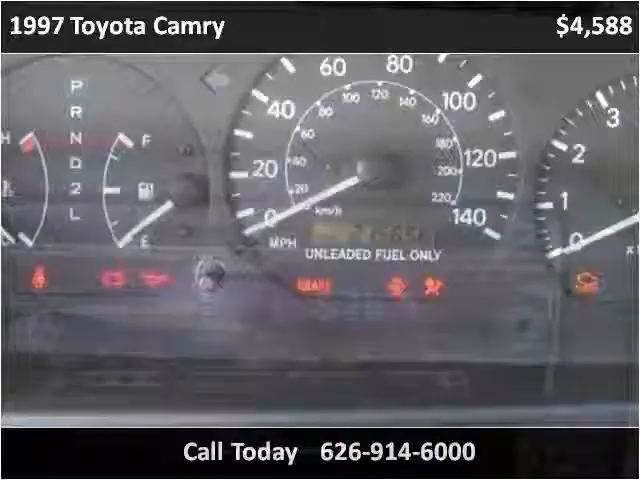 1997 Toyota Camry $4,588
P
R
N
D
2
L
H
F
E
0 20 40 60 80 100 120 140
20 40 60 80 100 120 140 160 180 200 220
km/h
MPH
UNLEADED FUEL ONLY
BRAKE
0 1 2 3
Call Today 626-914-6000